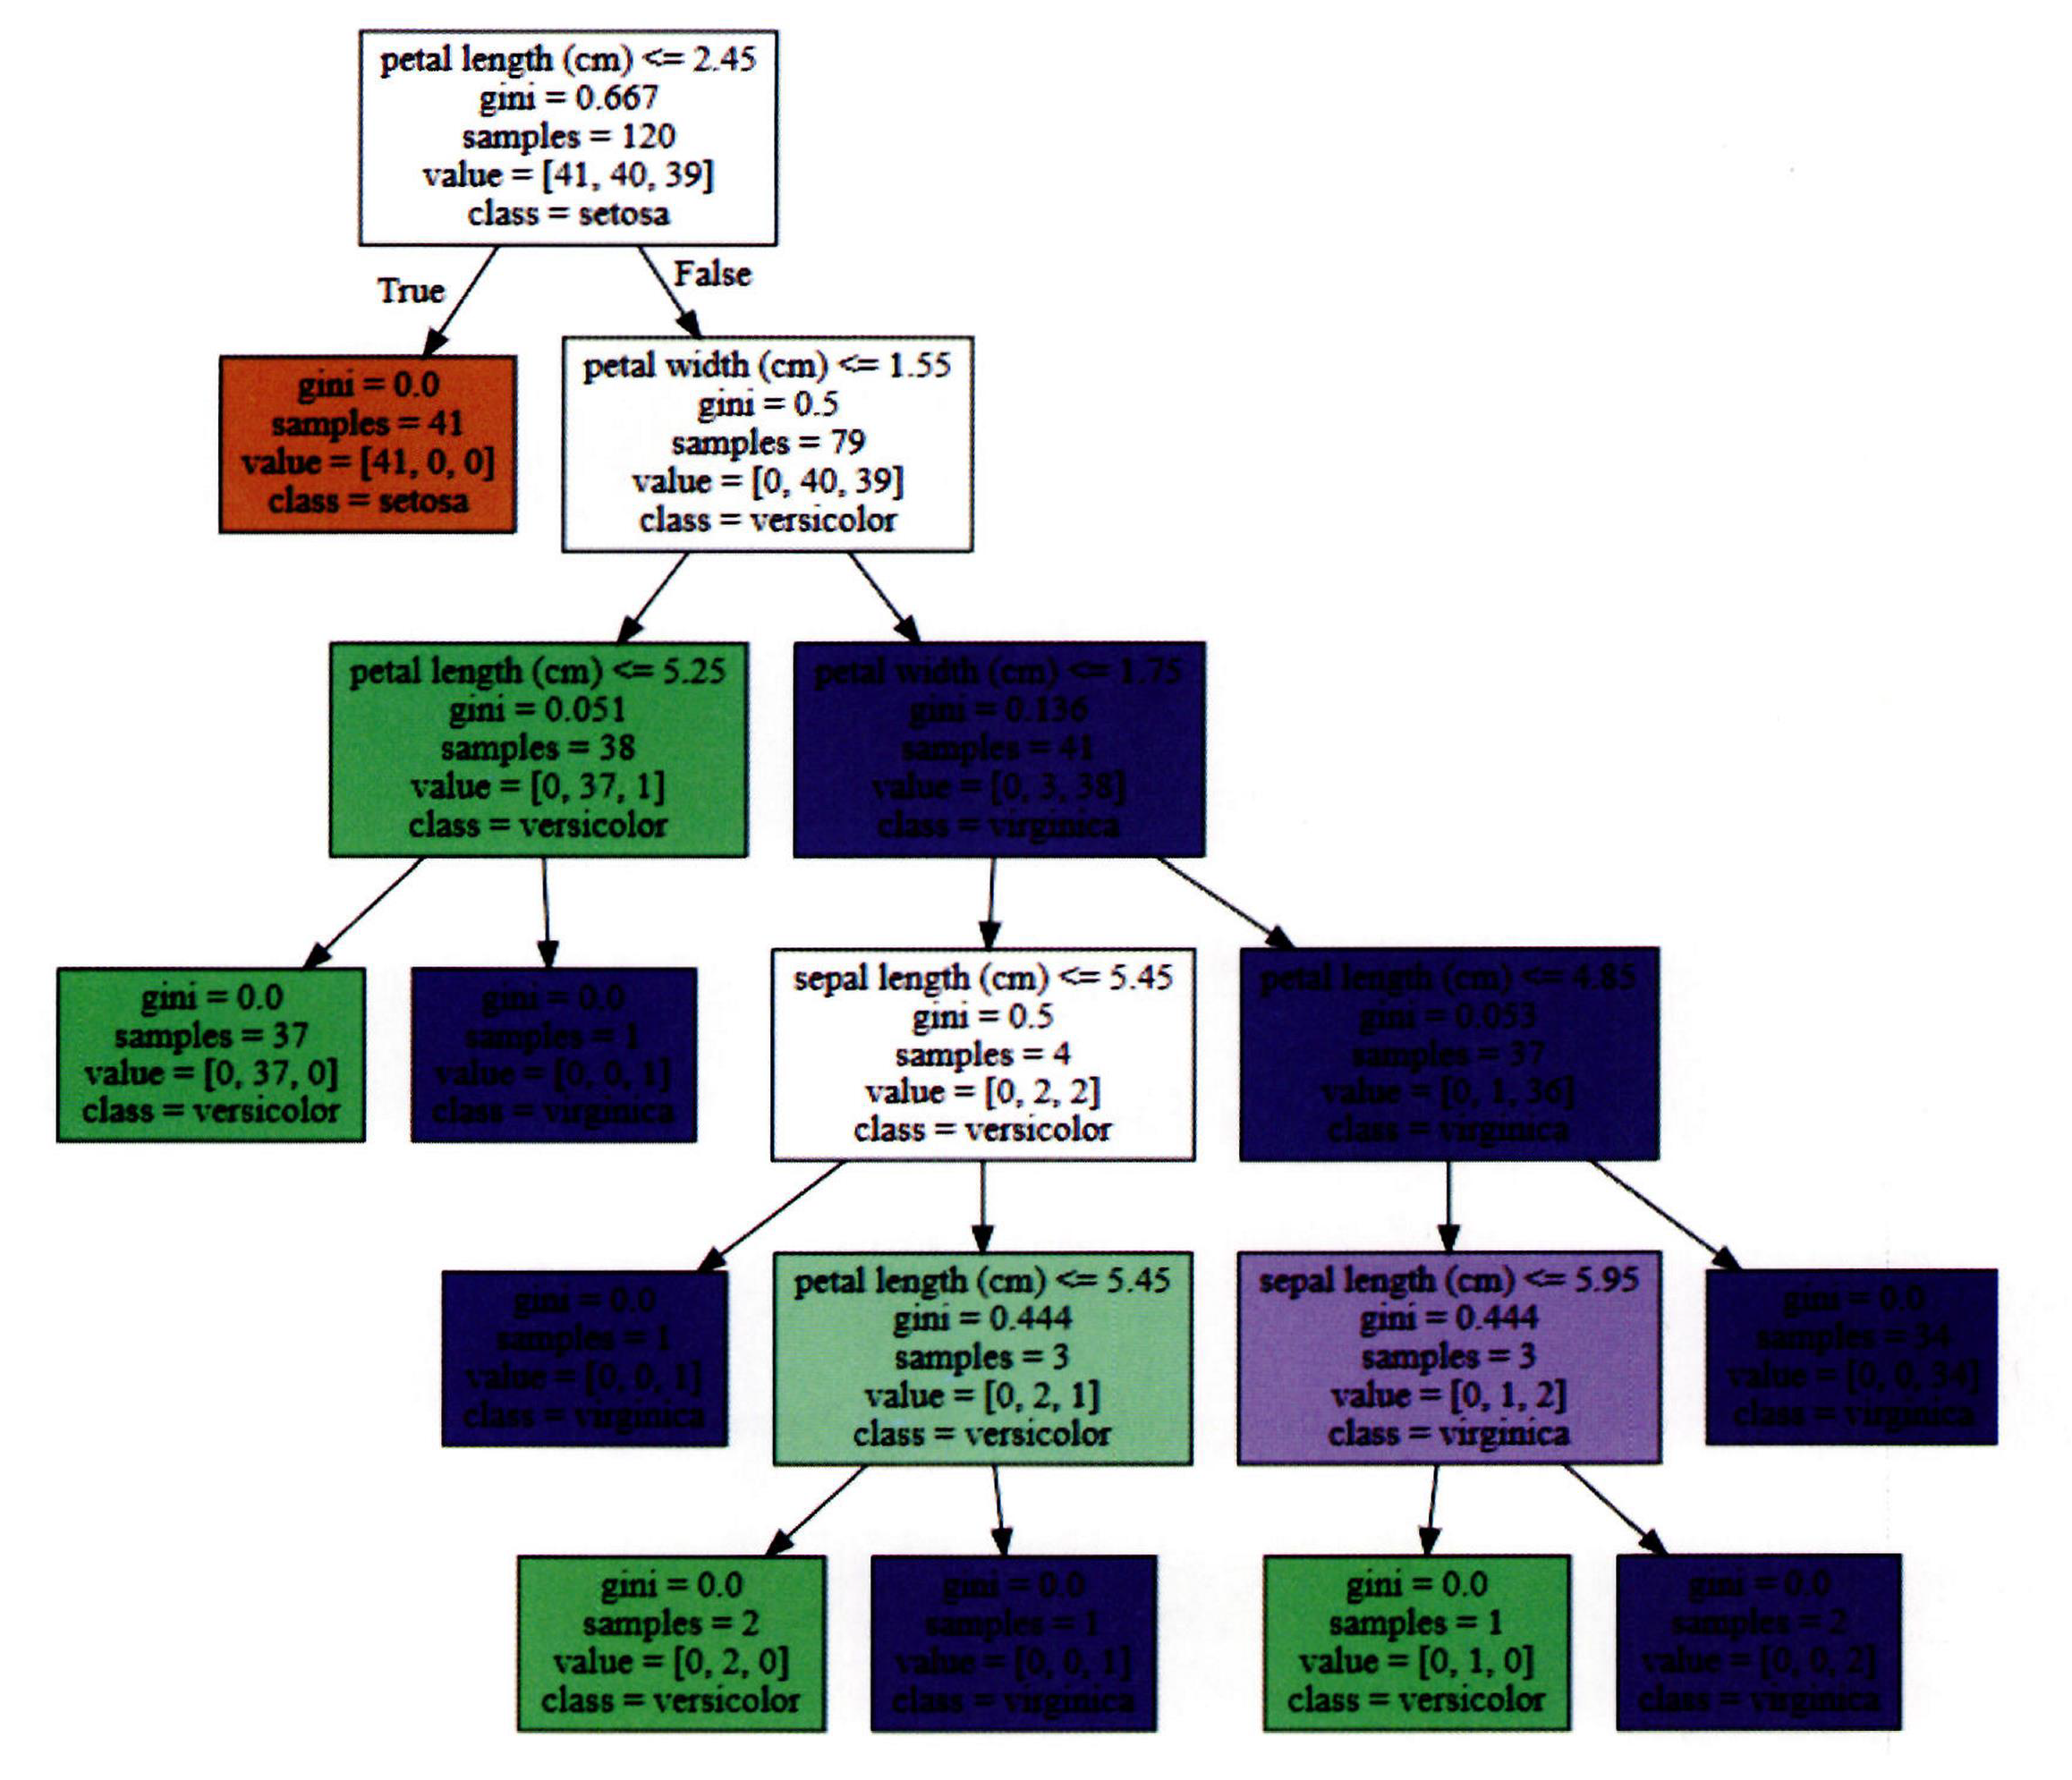 petal length (cm) <= 2.45
gini = 0.667
samples = 120
value = [41, 40, 39]
class = setosa
True
False
gini = 0.0
samples = 41
value = [41, 0, 0]
class = setosa
petal width (cm) <= 1.55
gini = 0.5
samples = 79
value = [0, 40, 39]
class = versicolor
petal length (cm) <= 5.25
gini = 0.051
samples = 38
value = [0, 37, 1]
class = versicolor
petal width (cm) <= 1.75
gini = 0.136
samples = 41
value = [0, 3, 38]
class = virginica
gini = 0.0
samples = 37
value = [0, 37, 0]
class = versicolor
gini = 0.0
samples = 1
value = [0, 0, 1]
class = virginica
sepal length (cm) <= 5.45
gini = 0.5
samples = 4
value = [0, 2, 2]
class = versicolor
petal length (cm) <= 4.85
gini = 0.053
samples = 37
value = [0, 1, 36]
class = virginica
gini = 0.0
samples = 1
value = [0, 0, 1]
class = virginica
petal length (cm) <= 5.45
gini = 0.444
samples = 3
value = [0, 2, 1]
class = versicolor
sepal length (cm) <= 5.95
gini = 0.444
samples = 3
value = [0, 1, 2]
class = virginica
gini = 0.0
samples = 34
value = [0, 0, 34]
class = virginica
gini = 0.0
samples = 2
value = [0, 2, 0]
class = versicolor
gini = 0.0
samples = 1
value = [0, 0, 1]
class = virginica
gini = 0.0
samples = 1
value = [0, 1, 0]
class = versicolor
gini = 0.0
samples = 2
value = [0, 0, 2]
class = virginica